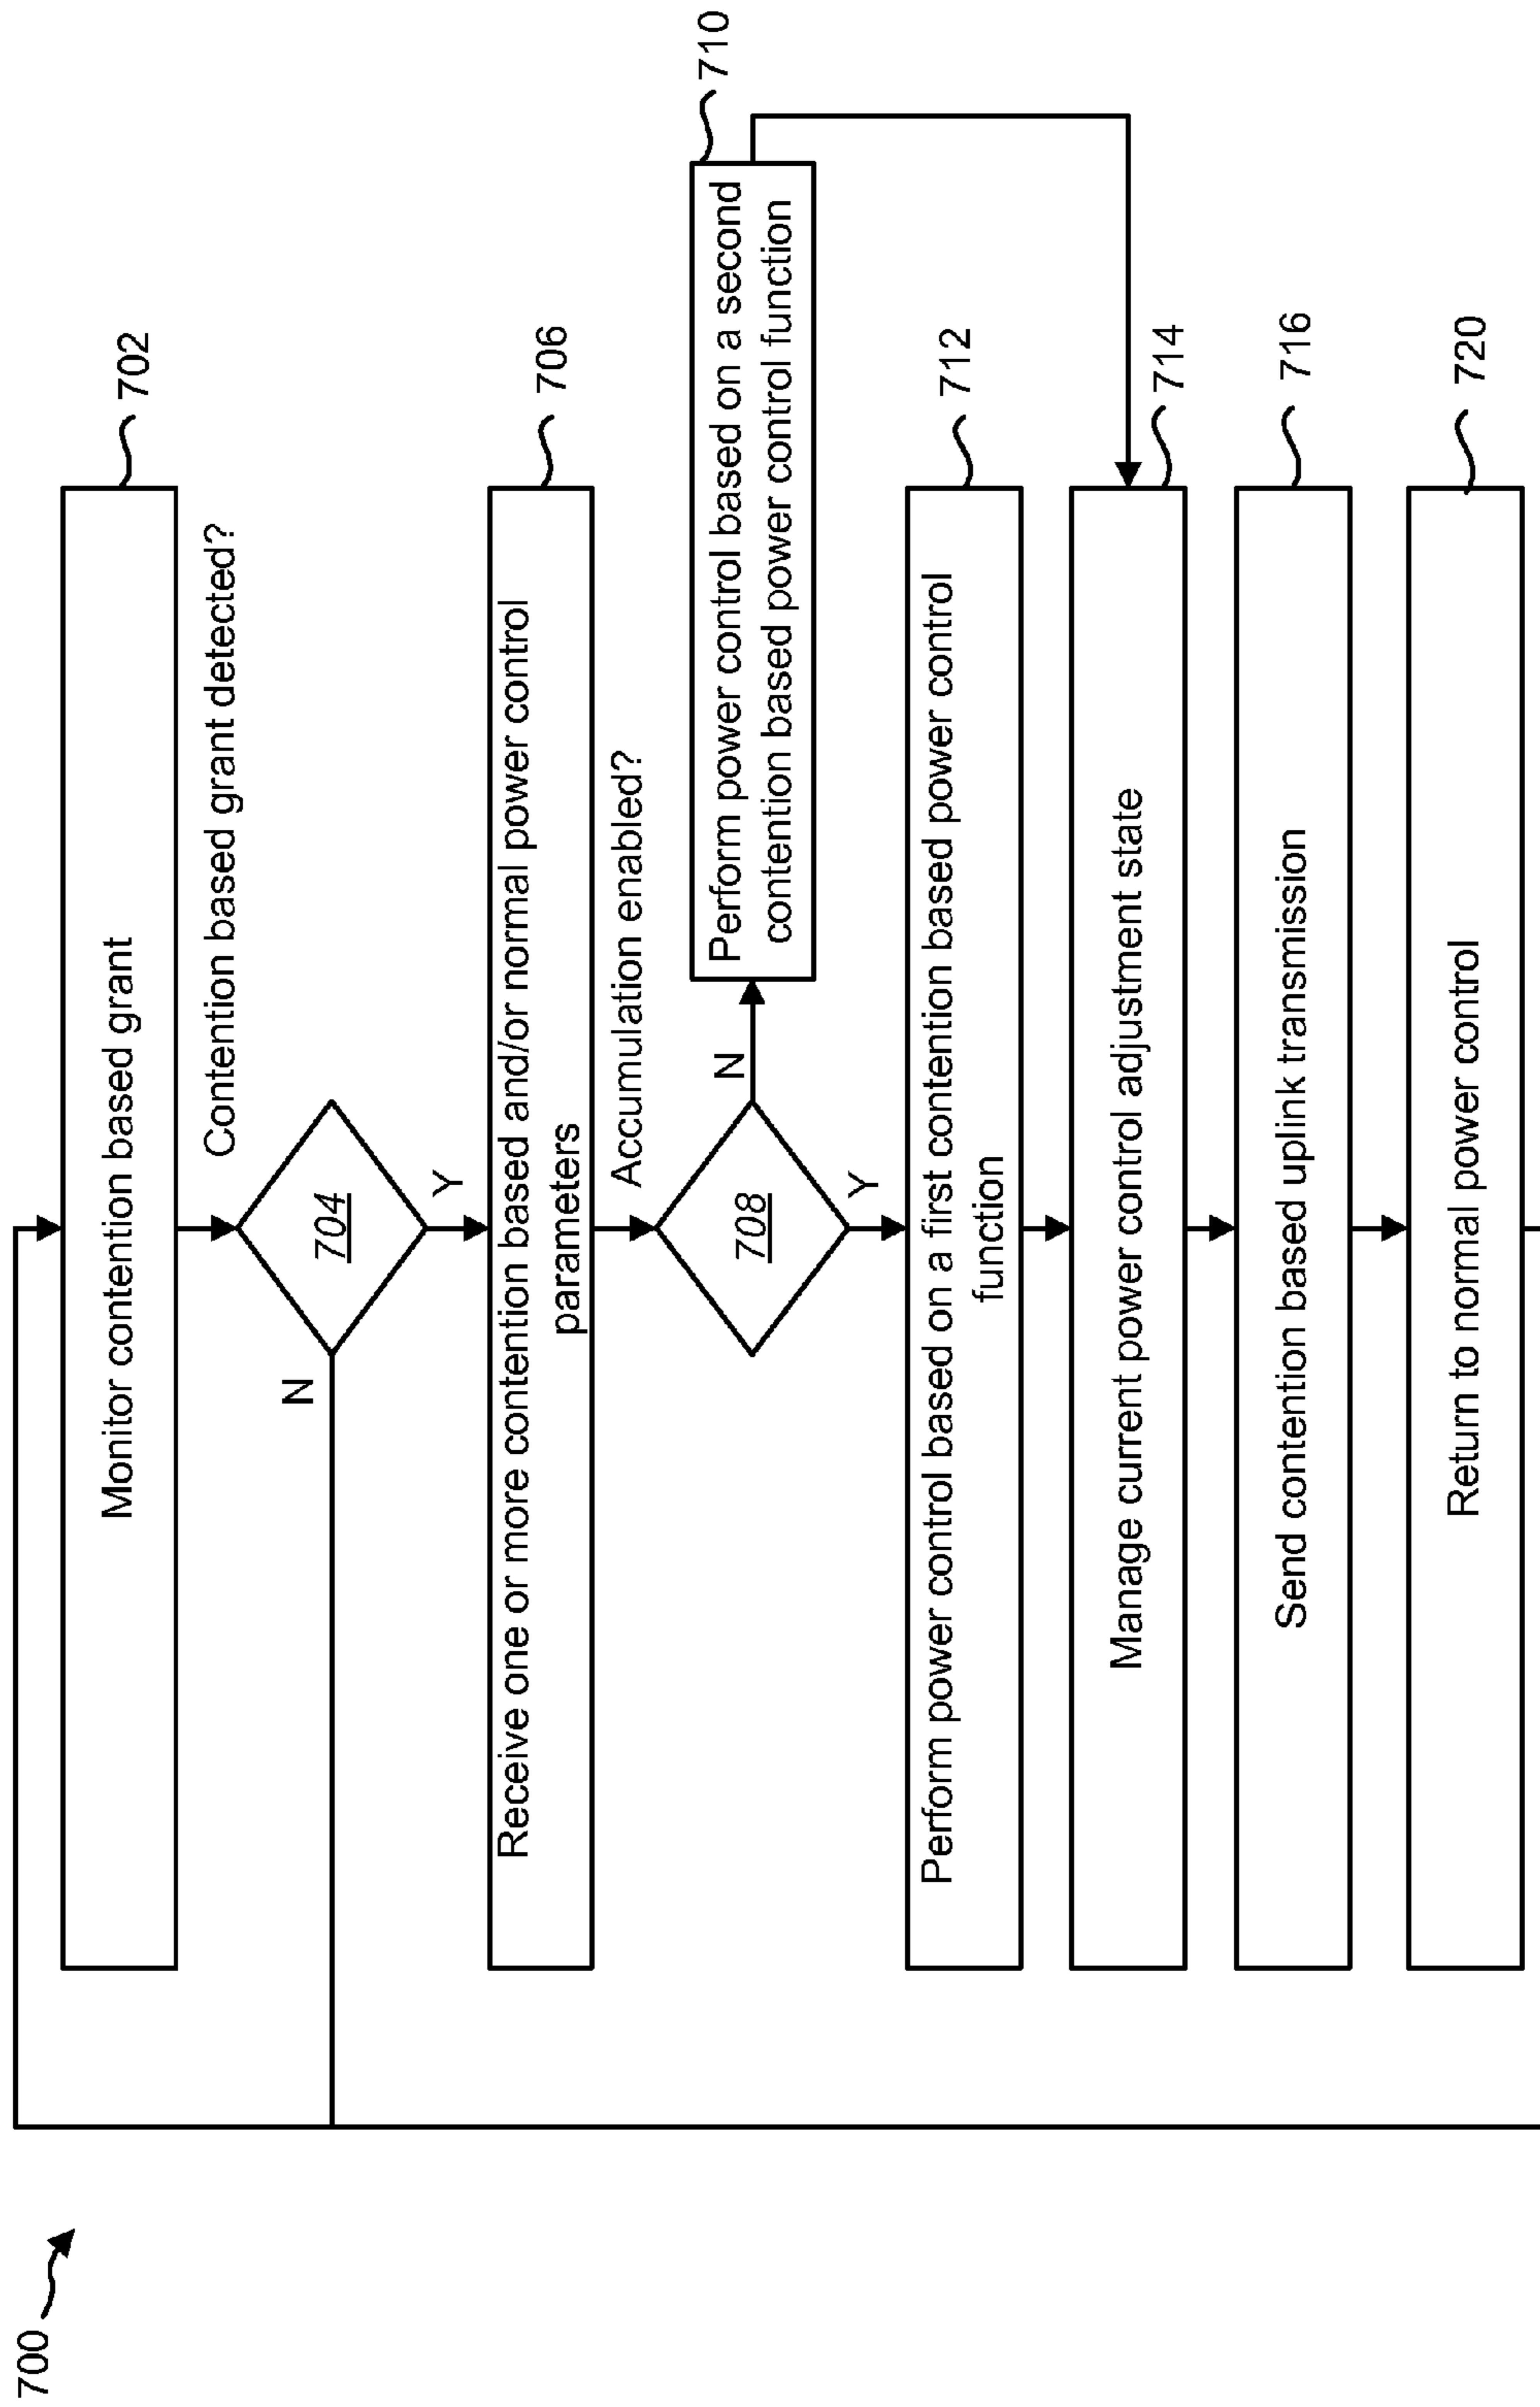 700
Monitor contention based grant
702
Contention based grant detected?
704
N
Y
Receive one or more contention based and/or normal power control
parameters
706
Accumulation enabled?
708
N
Perform power control based on a second
contention based power control function
710
Y
Perform power control based on a first contention based power control
function
712
Manage current power control adjustment state
714
Send contention based uplink transmission
716
Return to normal power control
720